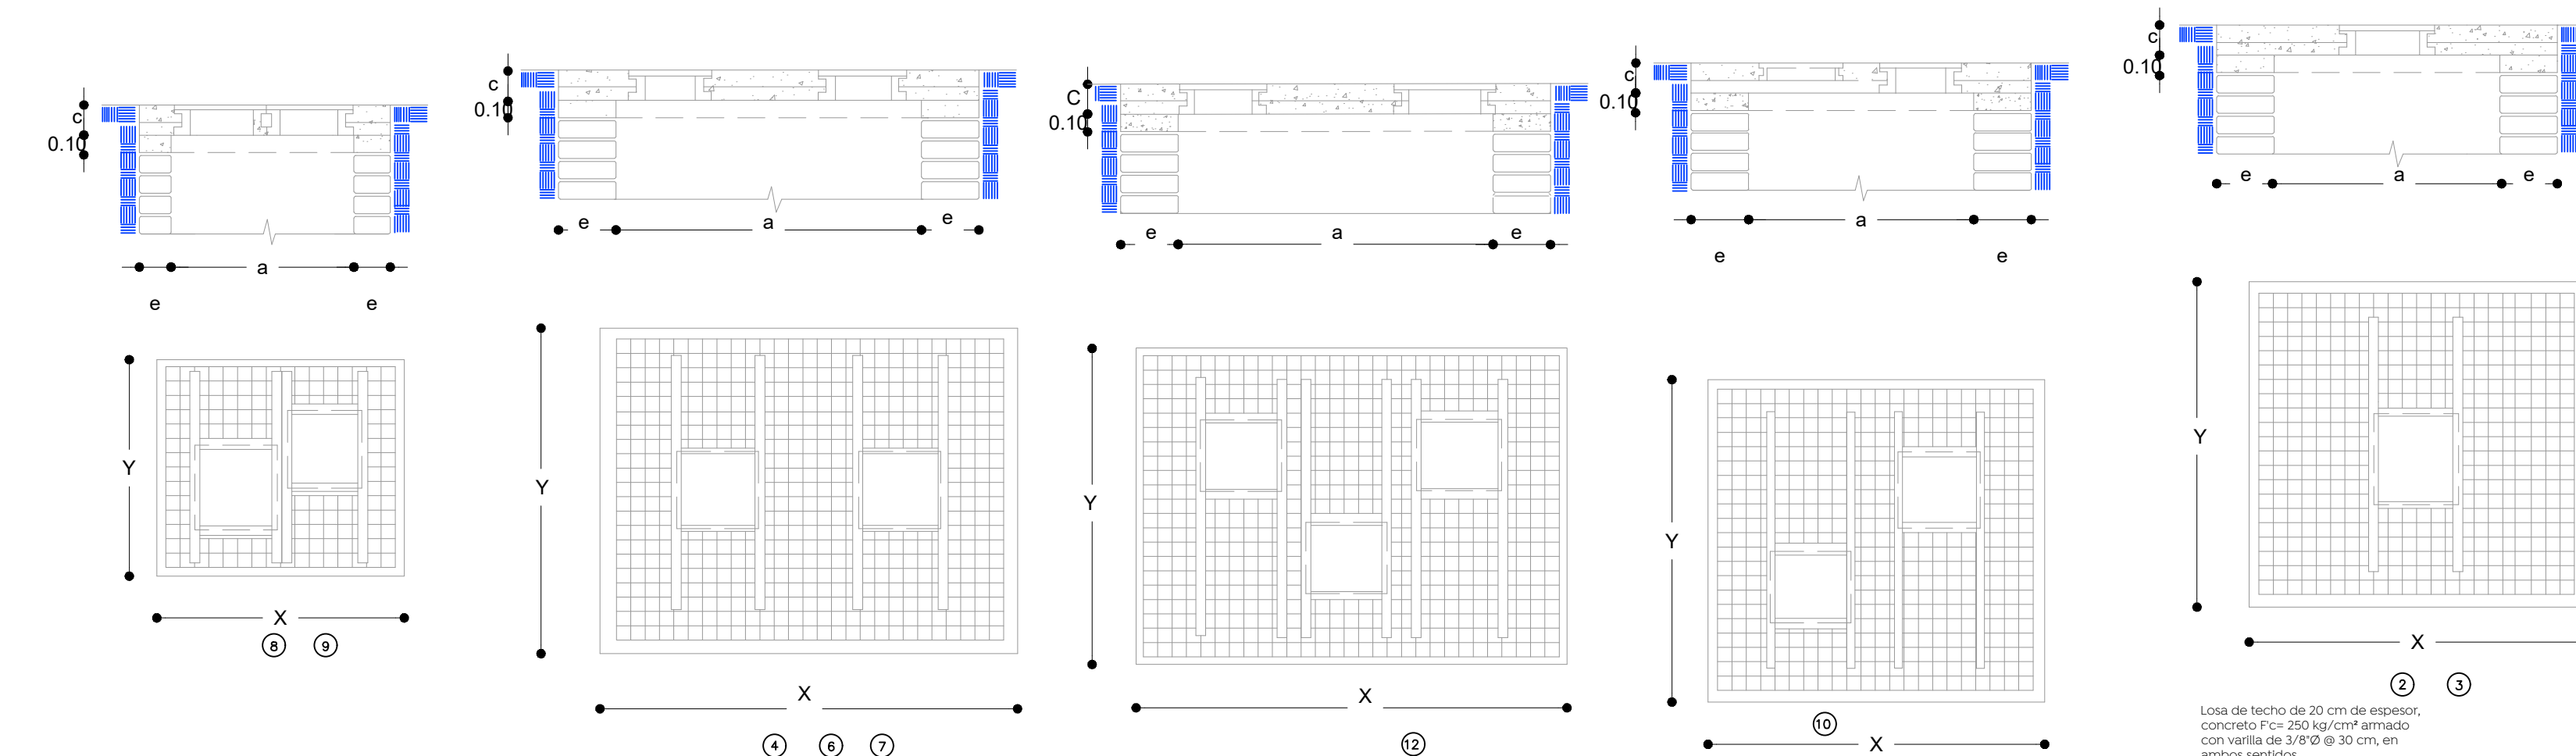 c
0.10
e
a
e
Y
X
8 9
c
0.10
e
a
e
Y
X
4 6 7
C
0.10
e
a
e
Y
X
12
c
0.10
e
a
e
Y
X
10
c
0.10
e
a
e
Y
X
2 3
Losa de techo de 20 cm de espesor,
concreto F'c= 250 kg/cm² armado
con varilla de 3/8"Ø @ 30 cm, en
ambos sentidos